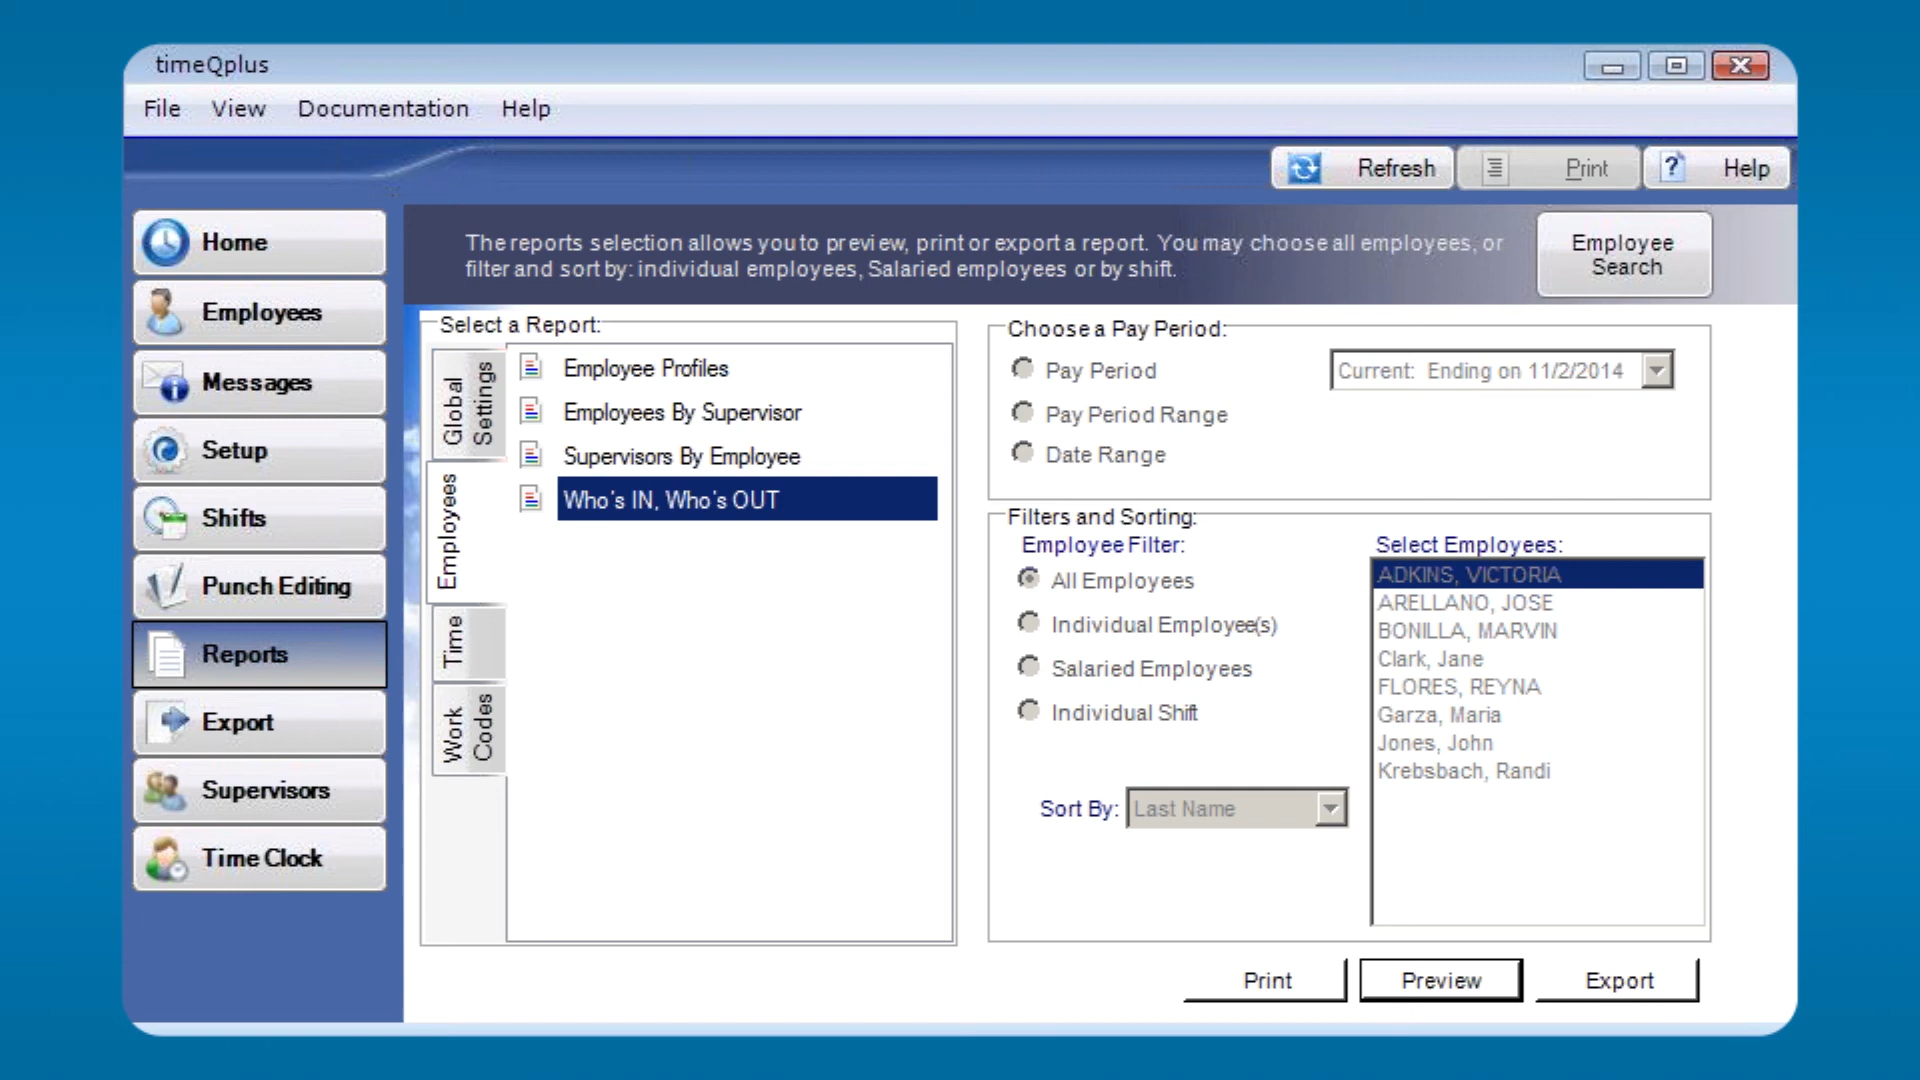 timeQplus
File View Documentation Help
Refresh Print Help
Home
Employees
Messages
Setup
Shifts
Punch Editing
Reports
Export
Supervisors
Time Clock
The reports selection allows you to preview, print or export a report. You may choose all employees, or
filter and sort by: individual employees, Salaried employees or by shift.
Employee
Search
Select a Report:
Global
Settings
Employees
Time
Work
Codes
Employee Profiles
Employees By Supervisor
Supervisors By Employee
Who's IN, Who's OUT
Choose a Pay Period:
Pay Period
Current: Ending on 11/2/2014
Pay Period Range
Date Range
Filters and Sorting:
Employee Filter:
All Employees
Individual Employee(s)
Salaried Employees
Individual Shift
Sort By: Last Name
Select Employees:
ADKINS, VICTORIA
ARELLANO, JOSE
BONILLA, MARVIN
Clark, Jane
FLORES, REYNA
Garza, Maria
Jones, John
Krebsbach, Randi
Print Preview Export